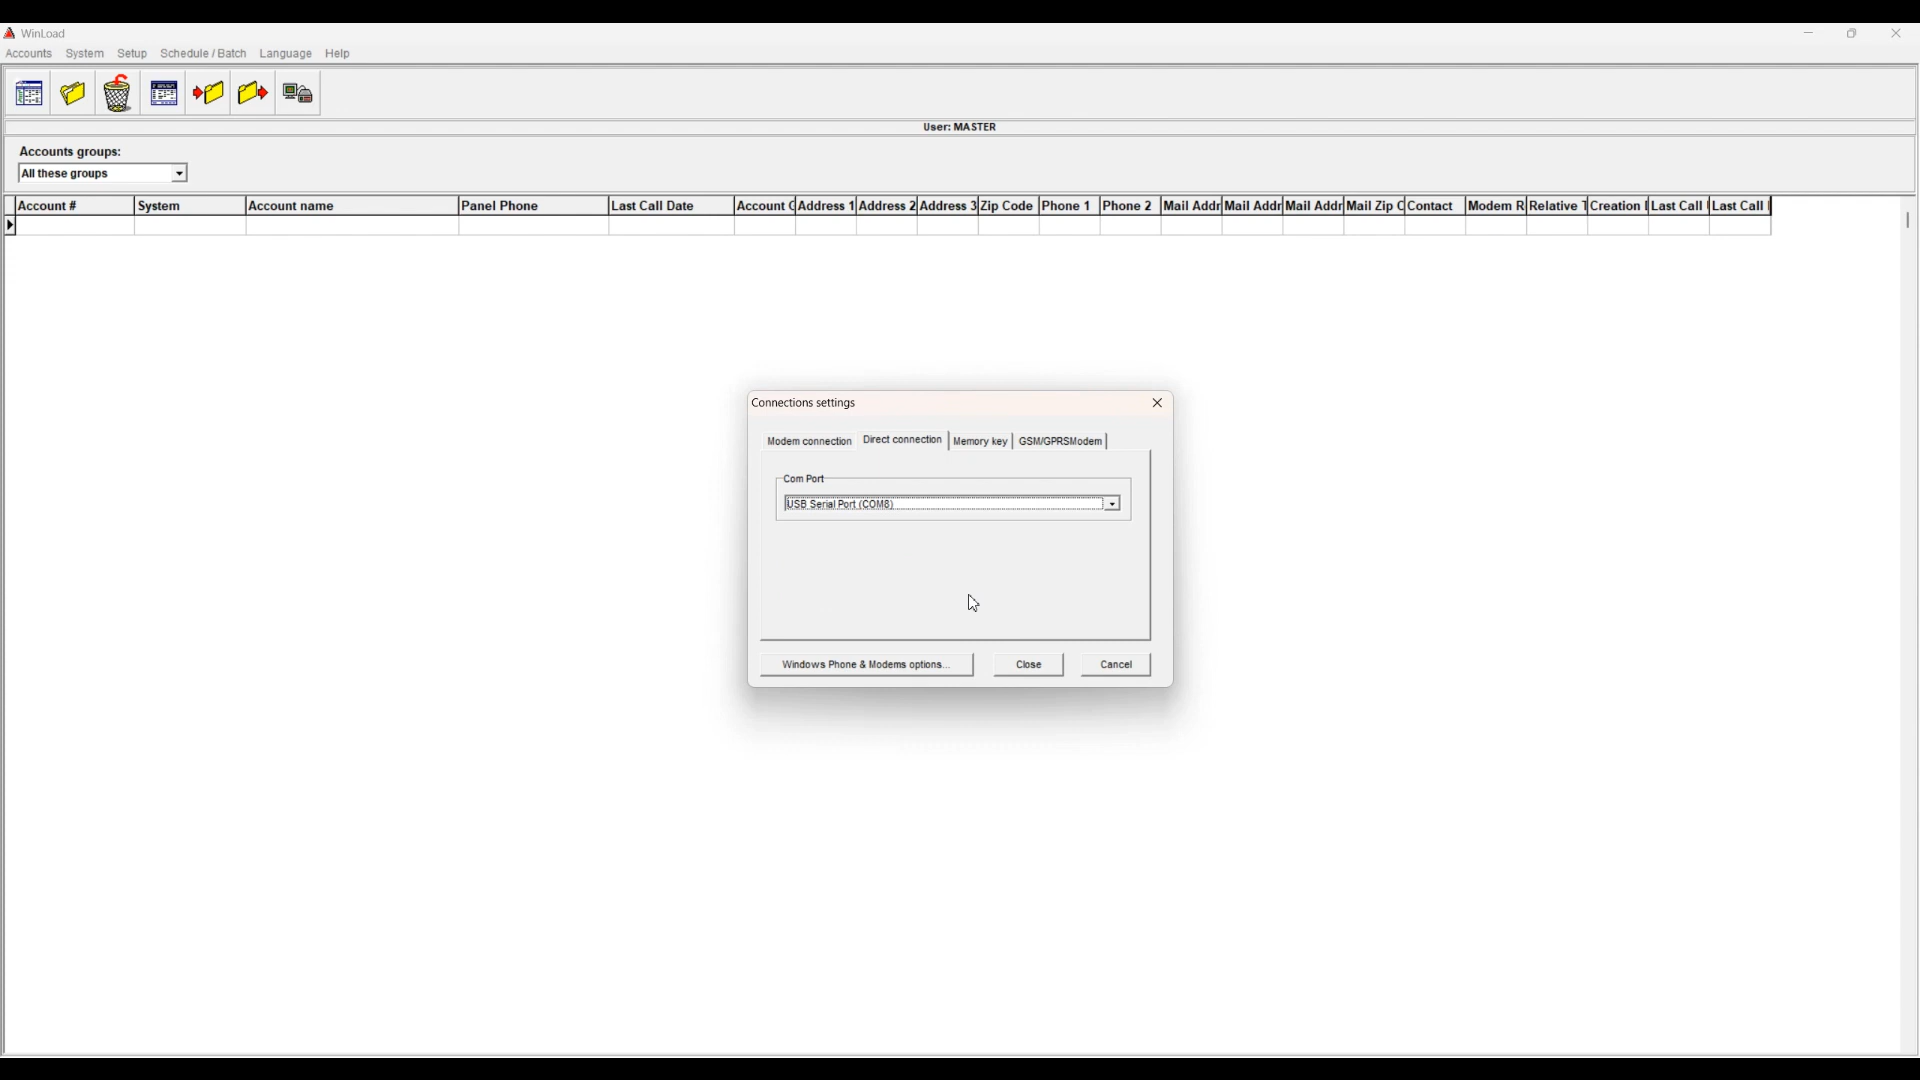 WinLoad
Accounts System Setup Schedule / Batch Language Help
User: MASTER
Accounts groups:
All these groups
Account # System Account name Panel Phone Last Call Date Account Address 1 Address 2 Address 3 Zip Code Phone 1 Phone 2 Mail Addr Mail Addr Mail Addr Mail Zip Contact Modem R Relative Creation Last Call Last Call
Connections settings
Modem connection Direct connection Memory key GSM/GPRSModem
Com Port
USB Serial Port (COM8)
Windows Phone & Modems options... Close Cancel